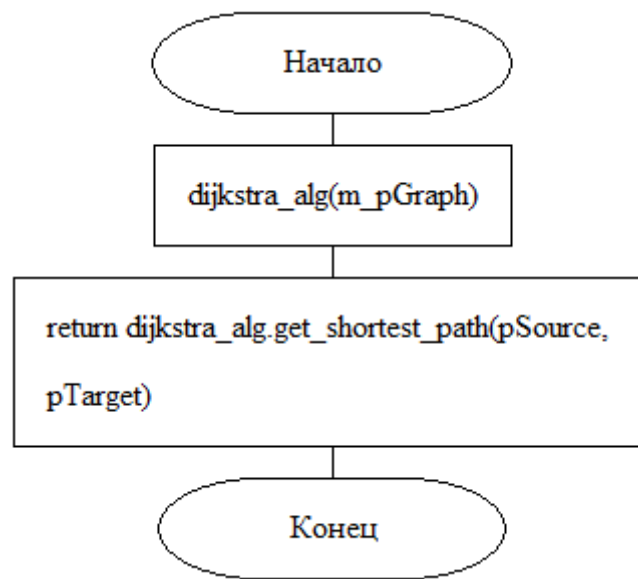 Начало
dijkstra_alg(m_pGraph)
return dijkstra_alg.get_shortest_path(pSource,
pTarget)
Конец